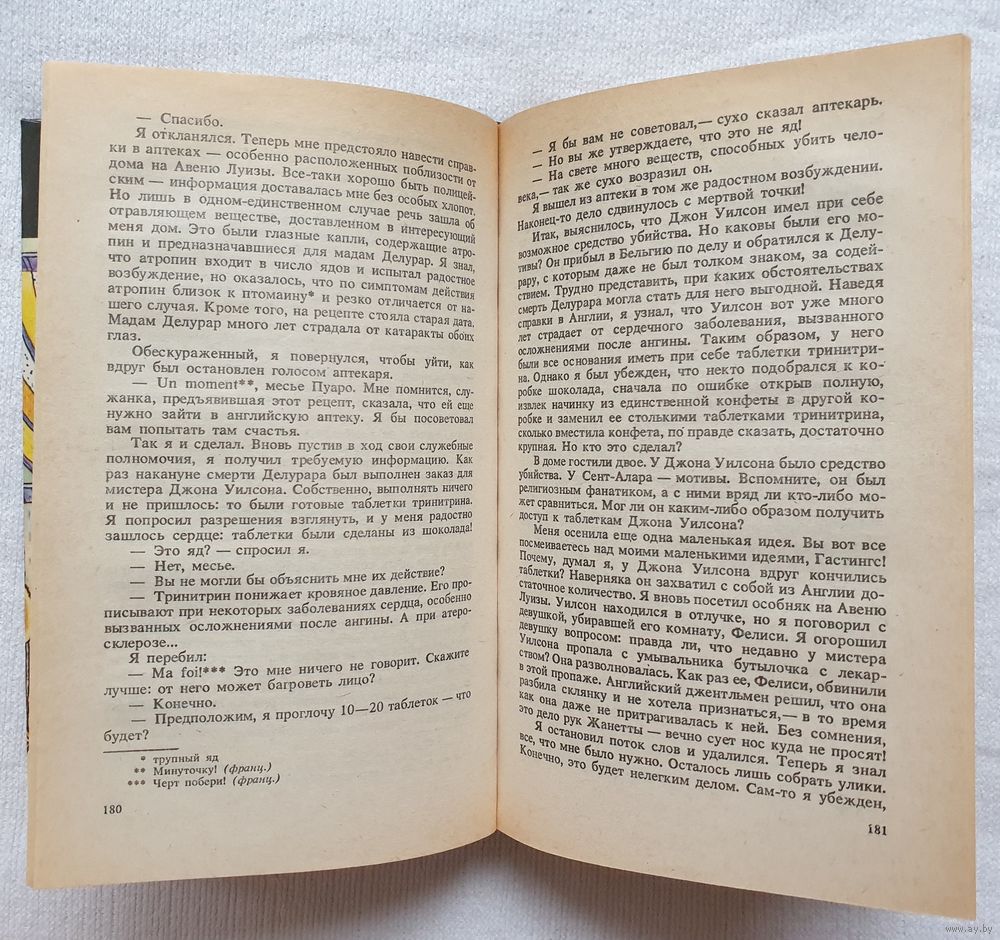 — Спасибо.
Я откланялся. Теперь мне предстояло навести справ-
ки в аптеках — особенно расположенных поблизости от
дома на Авеню Луизы. Все-таки хорошо быть полицей-
ским — информация доставалась мне без особых хлопот.
Но лишь в одном-единственном случае речь зашла об
отравляющем веществе, доставленном в интересующий
меня дом. Это были глазные капли, содержащие атро-
пин и предназначавшиеся для мадам Делурар. Я знал,
что атропин входит в число ядов и испытал радостное
возбуждение, но оказалось, что по симптомам действия
атропин близок к птомаину* и резко отличается от на-
шего случая. Кроме того, на рецепте стояла старая дата.
Мадам Делурар много лет страдала от катаракты обоих
глаз.
Обескураженный, я повернулся, чтобы уйти, как
вдруг был остановлен голосом аптекаря.
— Un moment**, месье Пуаро. Мне помнится, слу-
жанка, предъявившая этот рецепт, сказала, что ей еще
нужно зайти в английскую аптеку. Я бы посоветовал
вам попытать там счастья.
Так я и сделал. Вновь пустив в ход свои служебные
полномочия, я получил требуемую информацию. Как
раз накануне смерти Делурара был выполнен заказ для
мистера Джона Уилсона. Собственно, выполнять ничего
и не пришлось: то были готовые таблетки тринитрина.
Я попросил разрешения взглянуть, и у меня радостно
зашлось сердце: таблетки были сделаны из шоколада!
— Это яд? — спросил я.
— Нет, месье.
— Вы не могли бы объяснить мне их действие?
— Тринитрин понижает кровяное давление. Его про-
писывают при некоторых заболеваниях сердца, особенно
вызванных осложнениями после ангины. А при атеро-
склерозе...
Я перебил:
— Ma foi!*** Это мне ничего не говорит. Скажите
лучше: от него может багроветь лицо?
— Конечно.
— Предположим, я проглочу 10—20 таблеток — что
будет?
* трупный яд
** Минуточку! (франц.)
*** Черт побери! (франц.)
180
— Я бы вам не советовал,— сухо сказал аптекарь.
— Но вы же утверждаете, что это не яд!
— На свете много веществ, способных убить чело-
века,— так же сухо возразил он.
Я вышел из аптеки в том же радостном возбуждении.
Наконец-то дело сдвинулось с мертвой точки!
Итак, выяснилось, что Джон Уилсон имел при себе
возможное средство убийства. Но каковы были его мо-
тивы? Он прибыл в Бельгию по делу и обратился к Делу-
рару, с которым даже не был толком знаком, за содей-
ствием. Трудно представить, при каких обстоятельствах
смерть Делурара могла стать для него выгодной. Наведя
справки в Англии, я узнал, что Уилсон вот уже много
лет страдает от сердечного заболевания, вызванного
осложнениями после ангины. Таким образом, у него
были все основания иметь при себе таблетки тринитри-
на. Однако я был убежден, что некто подобрался к ко-
робке шоколада, сначала по ошибке открыв полную,
извлек начинку из единственной конфеты в другой ко-
робке и заменил ее столькими таблетками тринитрина,
сколько вместила конфета, по правде сказать, достаточно
крупная. Но кто это сделал?
В доме гостили двое. У Джона Уилсона было средство
убийства. У Сент-Алара — мотивы. Вспомните, он был
религиозным фанатиком, а с ними вряд ли кто-либо мо-
жет сравниться. Мог ли он каким-либо образом получить
доступ к таблеткам Джона Уилсона?
Меня осенила еще одна маленькая идея. Вы вот все
посмеиваетесь над моими маленькими идеями, Гастингс!
Почему, думал я, у Джона Уилсона вдруг кончились
таблетки? Наверняка он захватил с собой из Англии до-
статочное количество. Я вновь посетил особняк на Авеню
Луизы. Уилсон находился в отлучке, но я поговорил с
девушкой, убиравшей его комнату, Фелиси. Я огорошил
девушку вопросом: правда ли, что недавно у мистера
Уилсона пропала с умывальника бутылочка с лекар-
ством? Она разволновалась. Как раз ее, Фелиси, обвинили
в этой пропаже. Английский джентльмен решил, что она
разбила склянку и не хотела признаться,— в то время
как она даже не притрагивалась к ней. Без сомнения,
это дело рук Жанетты — вечно сует нос куда не просят!
Я остановил поток слов и удалился. Теперь я знал
все, что мне было нужно. Осталось лишь собрать улики.
Конечно, это будет нелегким делом. Сам-то я убежден,
181
www.ay.by